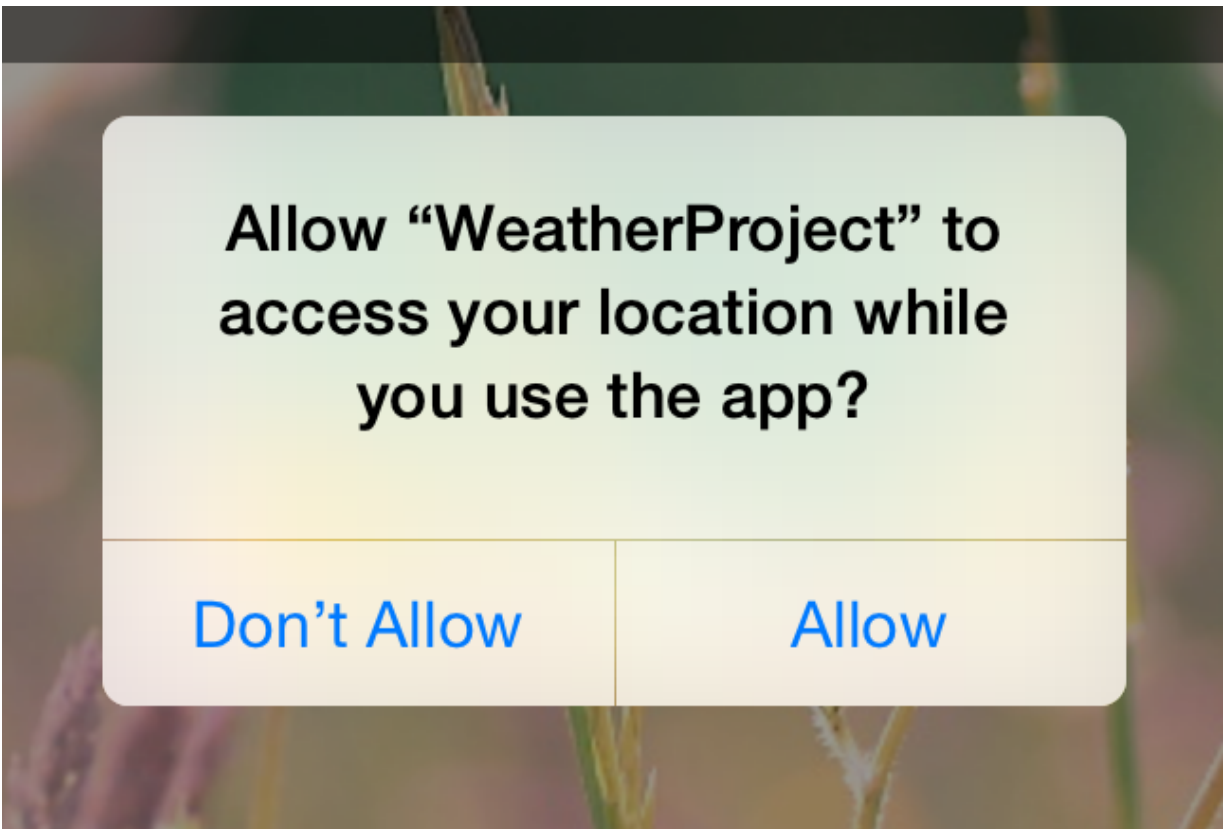 Allow “WeatherProject” to
access your location while
you use the app?
Don’t Allow
Allow